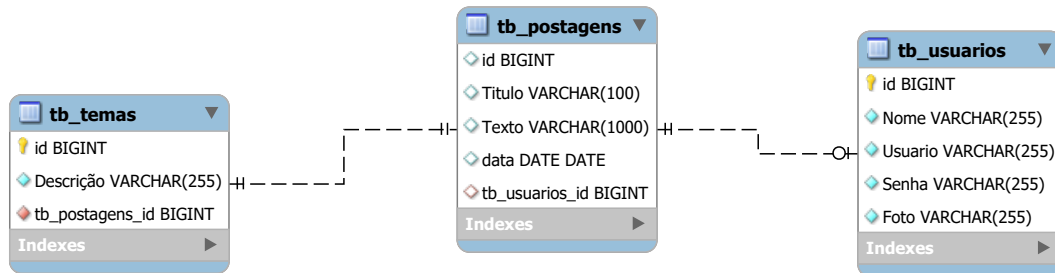 tb_temas
id BIGINT
Descrição VARCHAR(255)
tb_postagens_id BIGINT
Indexes
tb_postagens
id BIGINT
Titulo VARCHAR(100)
Texto VARCHAR(1000)
data DATE DATE
tb_usuarios_id BIGINT
Indexes
tb_usuarios
id BIGINT
Nome VARCHAR(255)
Usuario VARCHAR(255)
Senha VARCHAR(255)
Foto VARCHAR(255)
Indexes